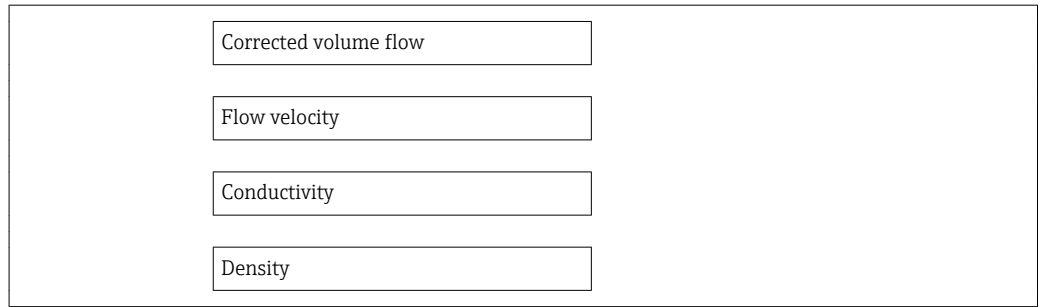 Corrected volume flow
Flow velocity
Conductivity
Density